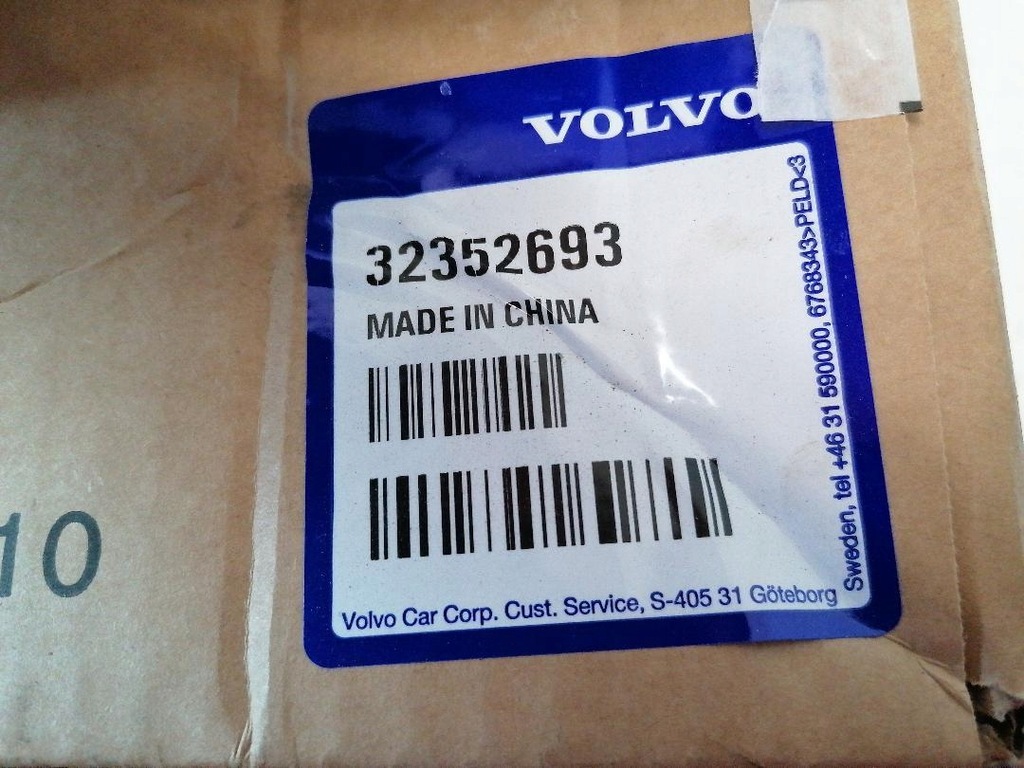 VOLVO
32352693
MADE IN CHINA
Volvo Car Corp. Cust. Service, S-405 31 Göteborg
Sweden, tel +46 31 590000, 6768343>PELD<3
10